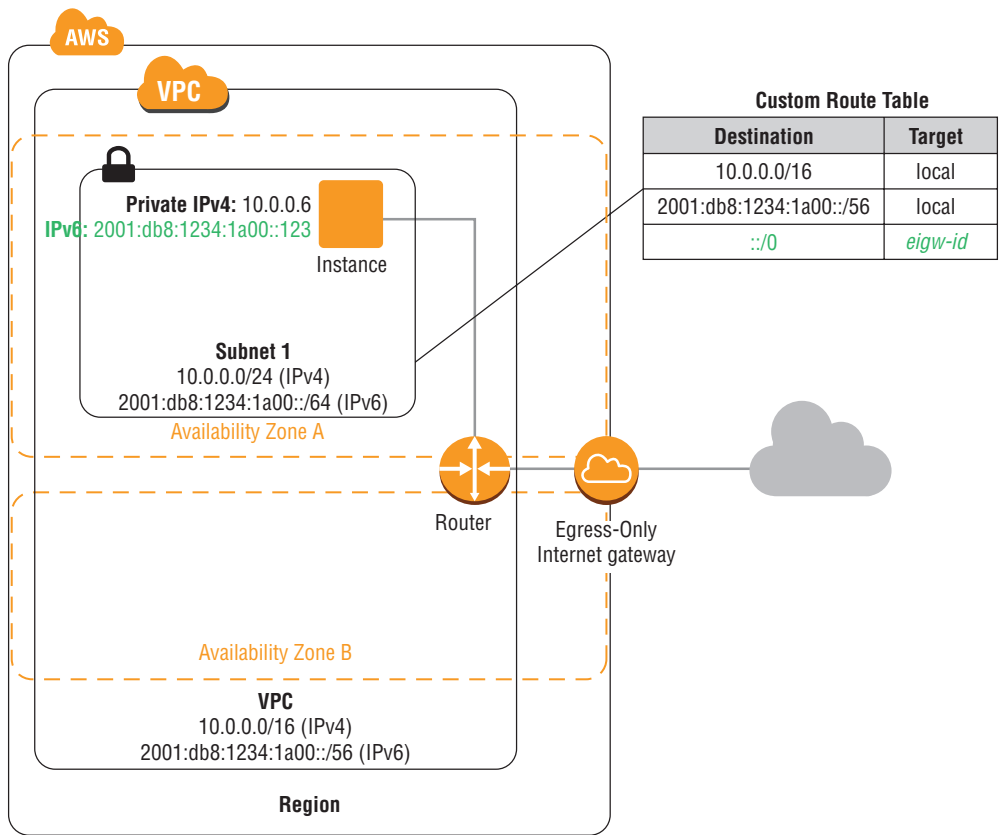 AWS
VPC
Custom Route Table
Destination Target
10.0.0.0/16 local
2001:db8:1234:1a00::/56 local
::/0 eigw-id
Private IPv4: 10.0.0.6
IPv6: 2001:db8:1234:1a00::123
Instance
Subnet 1
10.0.0.0/24 (IPv4)
2001:db8:1234:1a00::/64 (IPv6)
Availability Zone A
Router
Egress-Only
Internet gateway
Availability Zone B
VPC
10.0.0.0/16 (IPv4)
2001:db8:1234:1a00::/56 (IPv6)
Region